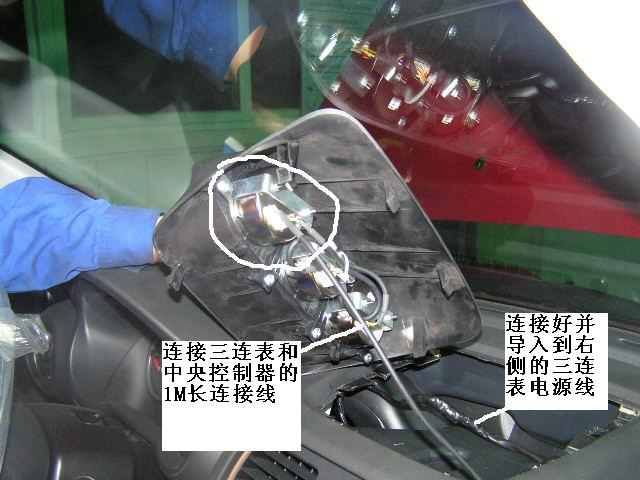 连接三连表和
中央控制器的
1M长连接线
连接好并
导入到右
侧的三连
表电源线